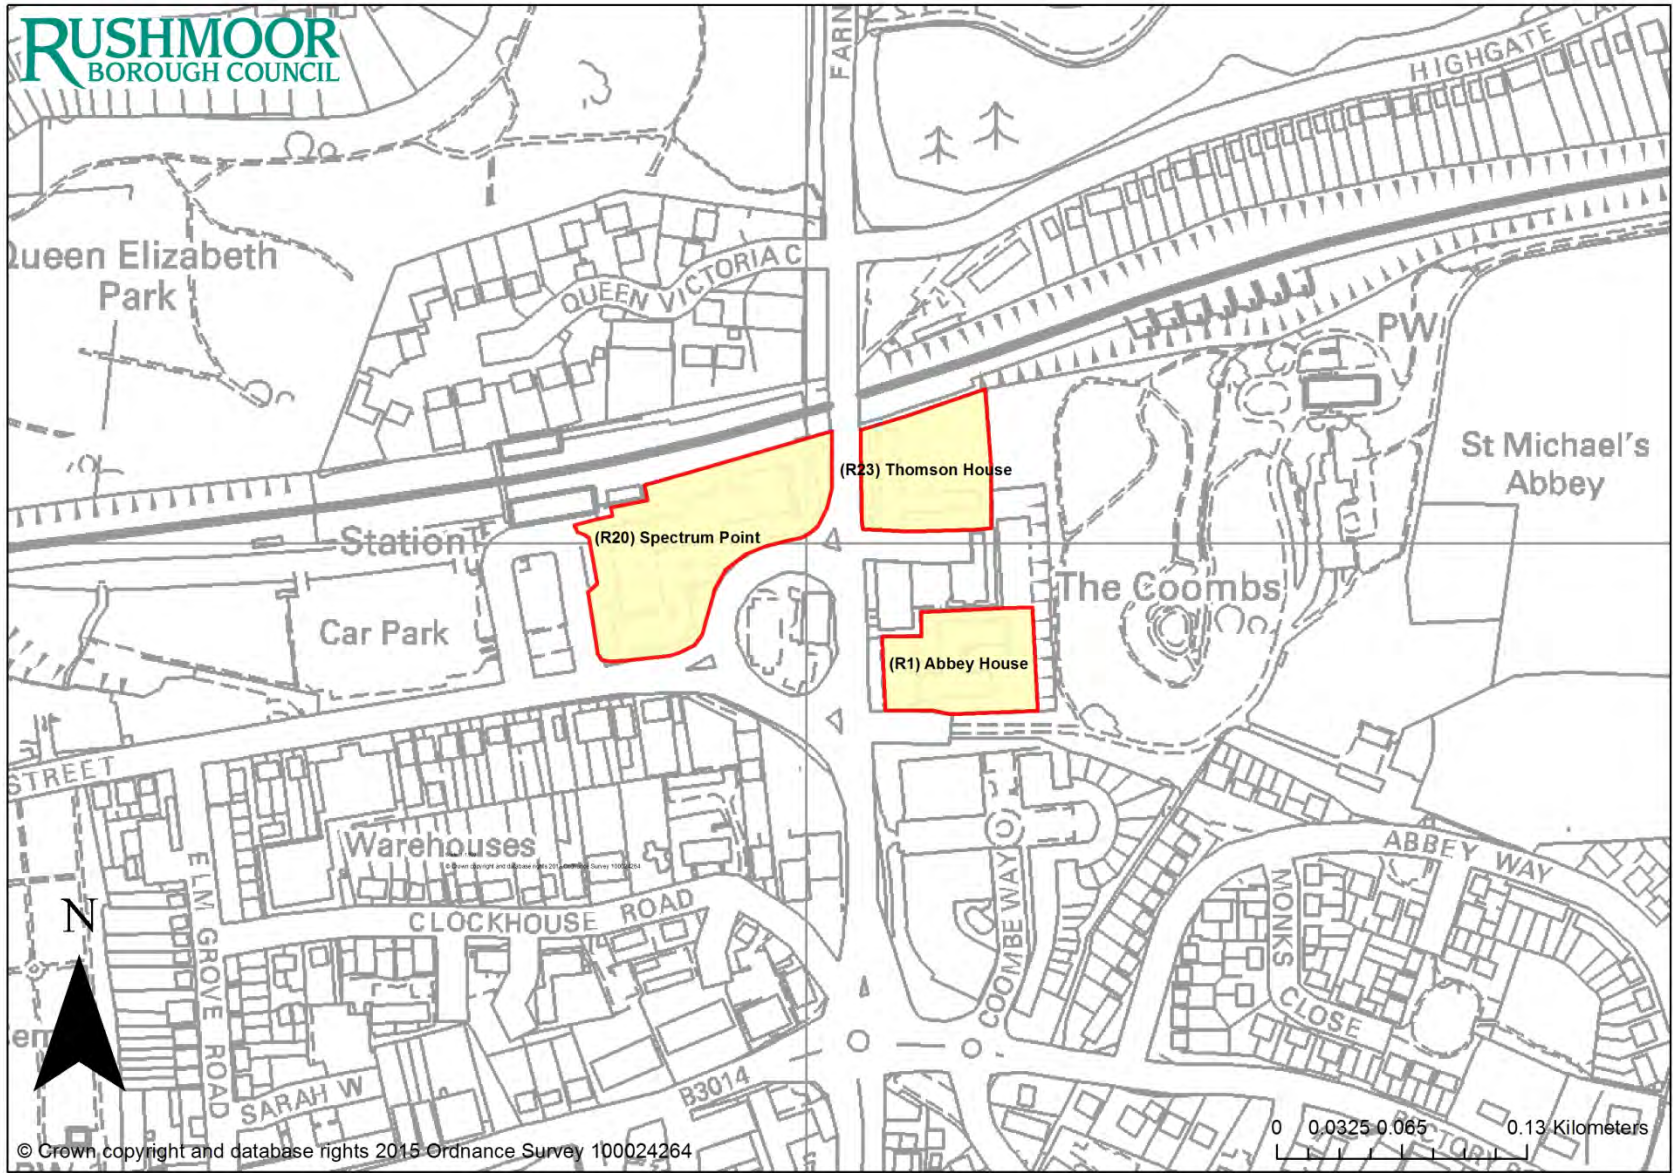 RUSHMOOR
BOROUGH COUNCIL
FARN
HIGHGATE
Queen Elizabeth
Park
QUEEN VICTORIA C
PW
St Michael's
Abbey
(R23) Thomson House
(R20) Spectrum Point
Station
The Coombs
Car Park
(R1) Abbey House
STREET
Warehouses
ABBEY WAY
ELM GROVE ROAD
CLOCKHOUSE ROAD
COOMBE WAY
MONKS
CLOSE
N
SARAH W
B3014
0 0.0325 0.065 0.13 Kilometers
© Crown copyright and database rights 2015 Ordnance Survey 100024264